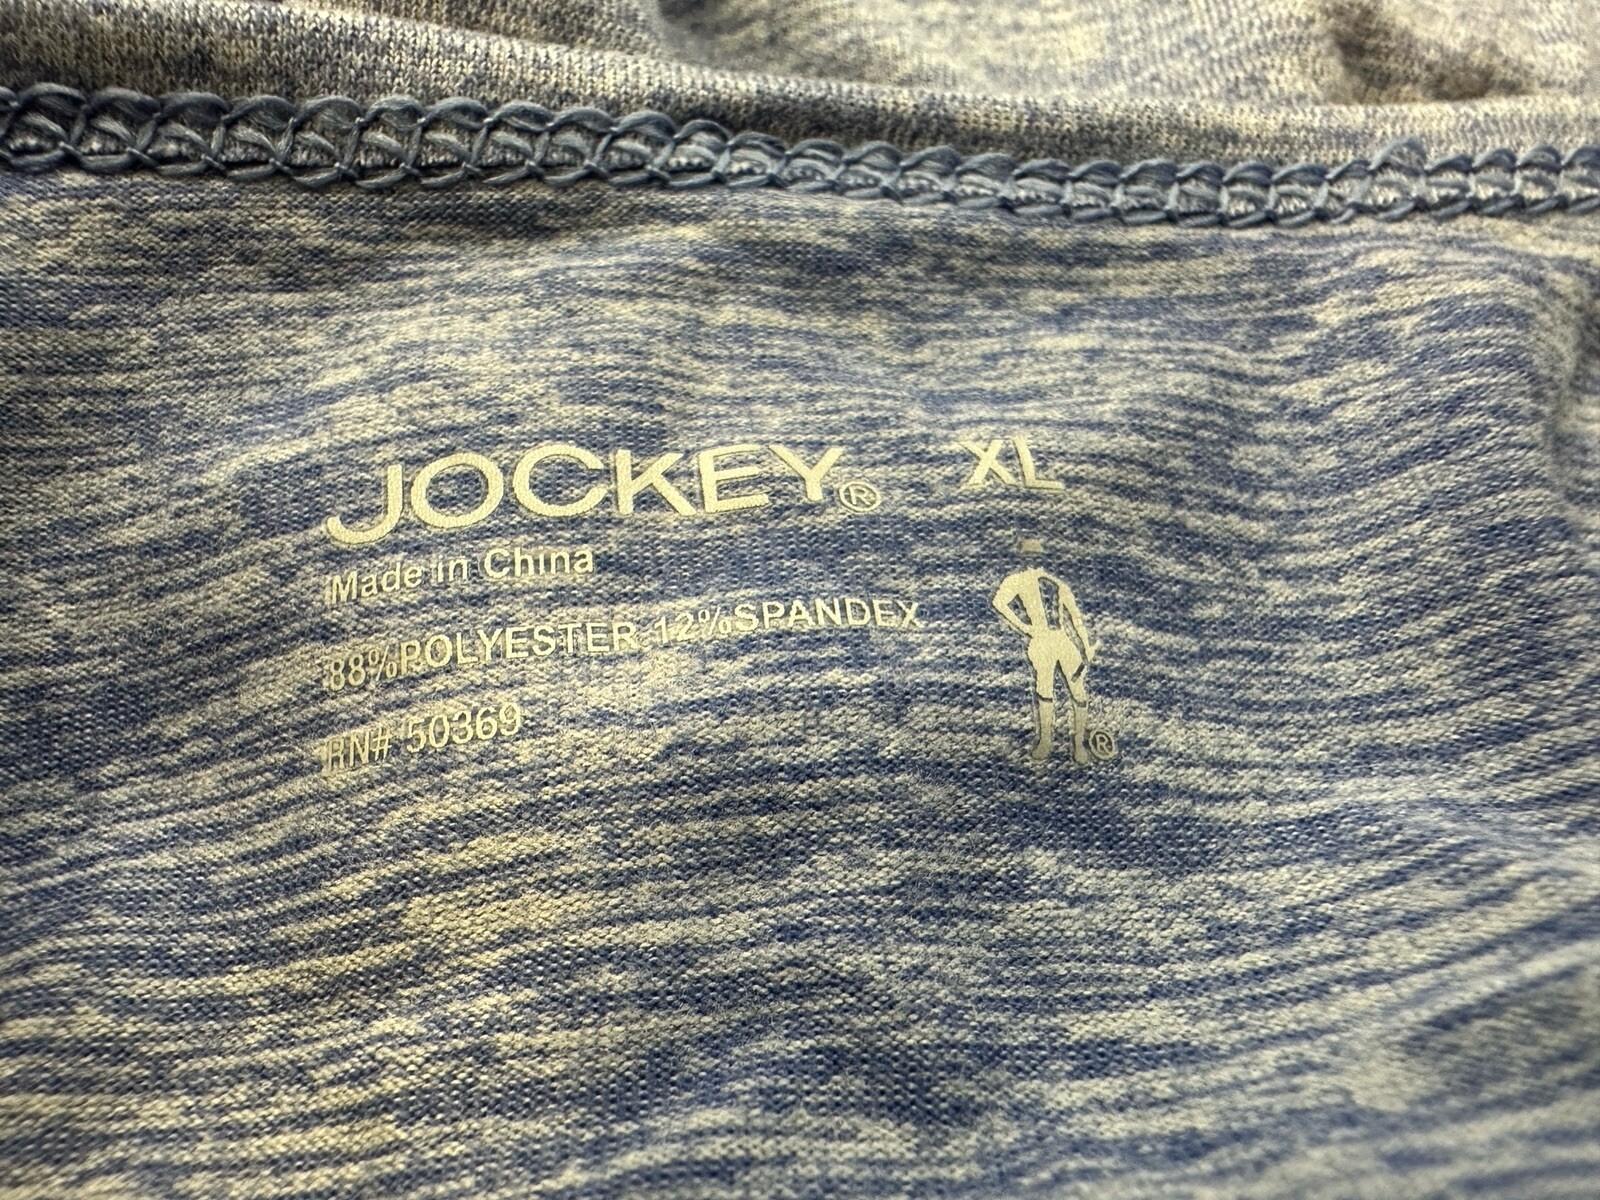 JOCKEY® XL
Made in China
88%POLYESTER 12%SPANDEX
RN# 50369
®